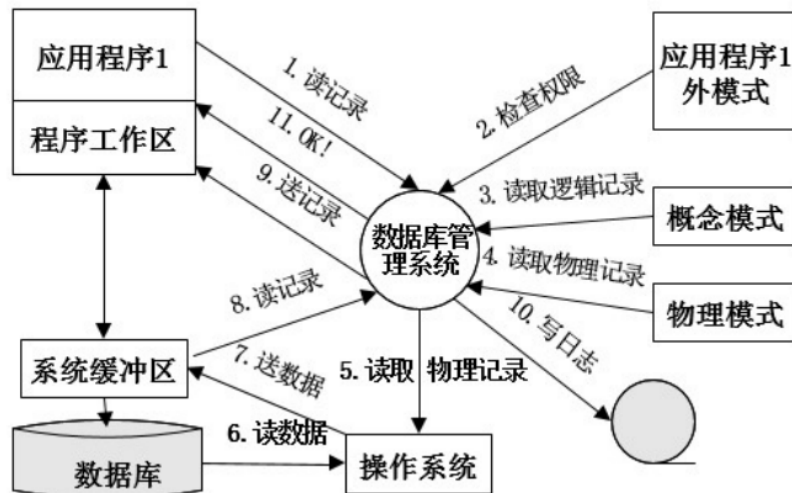 应用程序1
应用程序1
外模式
1. 读记录
2. 检查权限
11. OK!
程序工作区
9. 送记录
3. 读取逻辑记录
概念模式
数据库管
理系统
4. 读取物理记录
8. 读记录
物理模式
10. 写日志
系统缓冲区
7. 送数据
5. 读取 物理记录
6. 读数据
数据库
操作系统